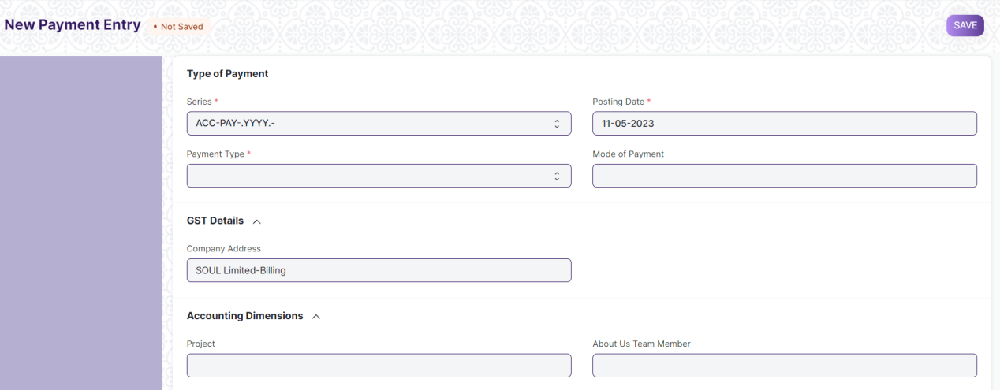 New Payment Entry
• Not Saved
SAVE
Type of Payment
Series *
Posting Date *
ACC-PAY-.YYYY.-
11-05-2023
Payment Type *
Mode of Payment
GST Details
Company Address
SOUL Limited-Billing
Accounting Dimensions
Project
About Us Team Member